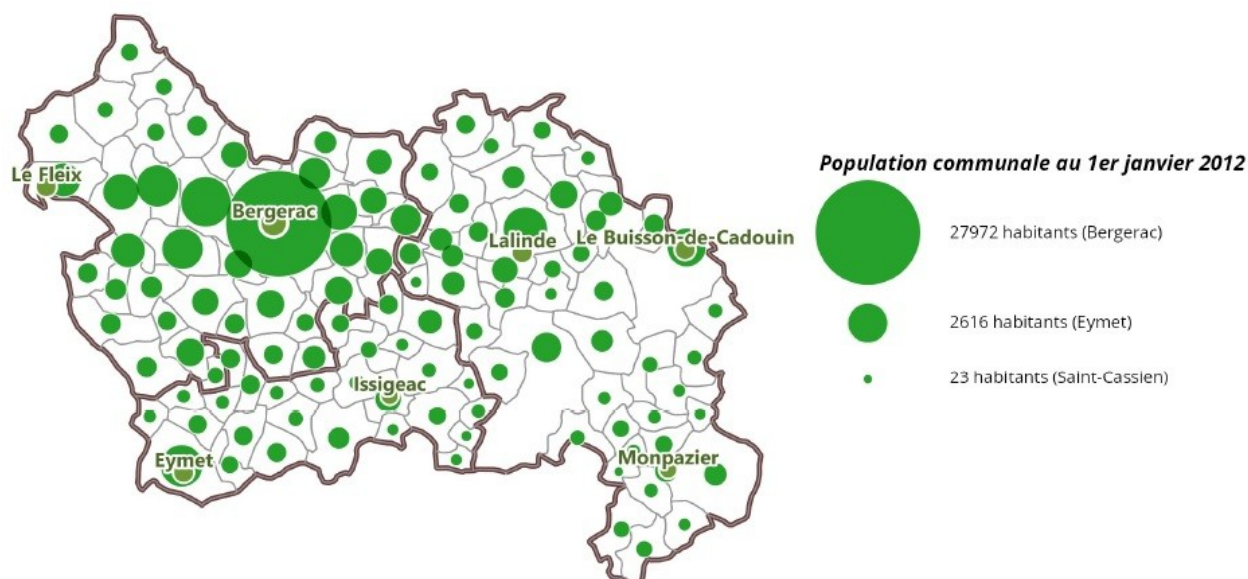 Le Fleix
Bergerac
Lalinde
Le Buisson-de-Cadouin
Issigeac
Eymet
Monpazier
Population communale au 1er janvier 2012
27972 habitants (Bergerac)
2616 habitants (Eymet)
23 habitants (Saint-Cassien)